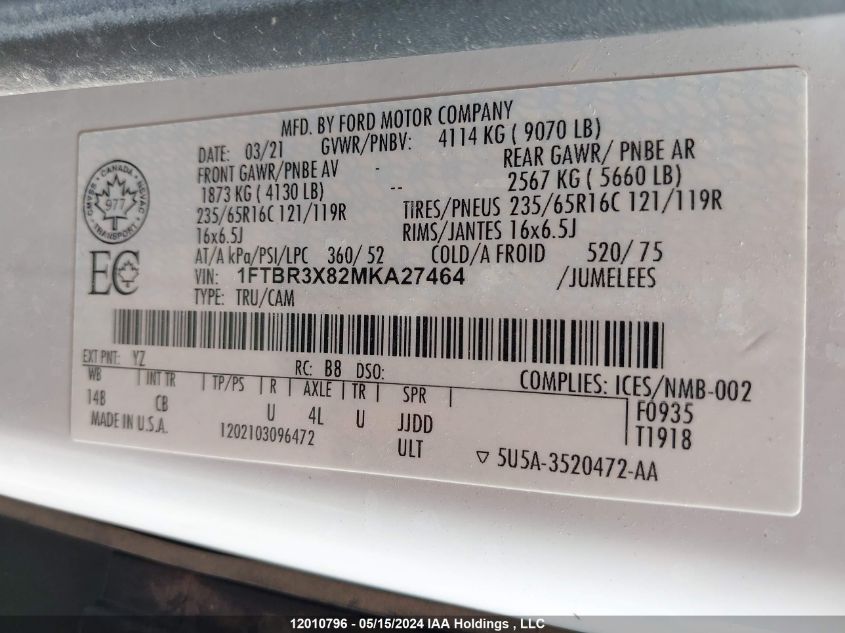 MFD. BY FORD MOTOR COMPANY
DATE: 03/21 GVWR/PNBV: 4114 KG ( 9070 LB)
FRONT GAWR/PNBE AV - REAR GAWR/ PNBE AR
1873 KG ( 4130 LB) -- 2567 KG ( 5660 LB)
235/65R16C 121/119R TIRES/PNEUS 235/65R16C 121/119R
16x6.5J RIMS/JANTES 16x6.5J
AT/A kPa/PSI/LPC 360/ 52 COLD/A FROID 520/ 75
VIN: 1FTBR3X82MKA27464 /JUMELEES
TYPE: TRU/CAM
CANADA
CMVSS NSVAC
977
TRANSPORT
EC
EXT PNT: YZ RC: B8 DSO: COMPLIES: ICES/NMB-002
WB | INT TR | TP/PS | R | AXLE | TR | SPR | F0935
148 CB U 4L U JJDD T1918
MADE IN U.S.A. 1202103096472 ULT ▽ 5U5A-3520472-AA
12010796 - 05/15/2024 IAA Holdings , LLC